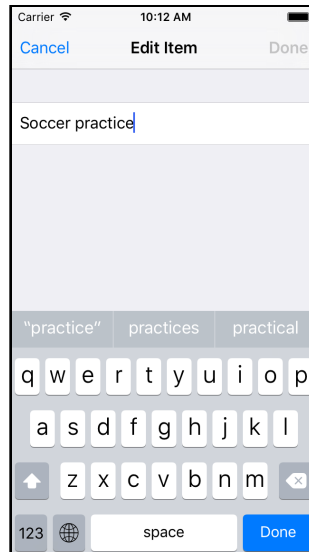 Carrier 10:12 AM
Cancel Edit Item Done
Soccer practice
“practice” practices practical
q w e r t y u i o p
a s d f g h j k l
z x c v b n m
123 space Done